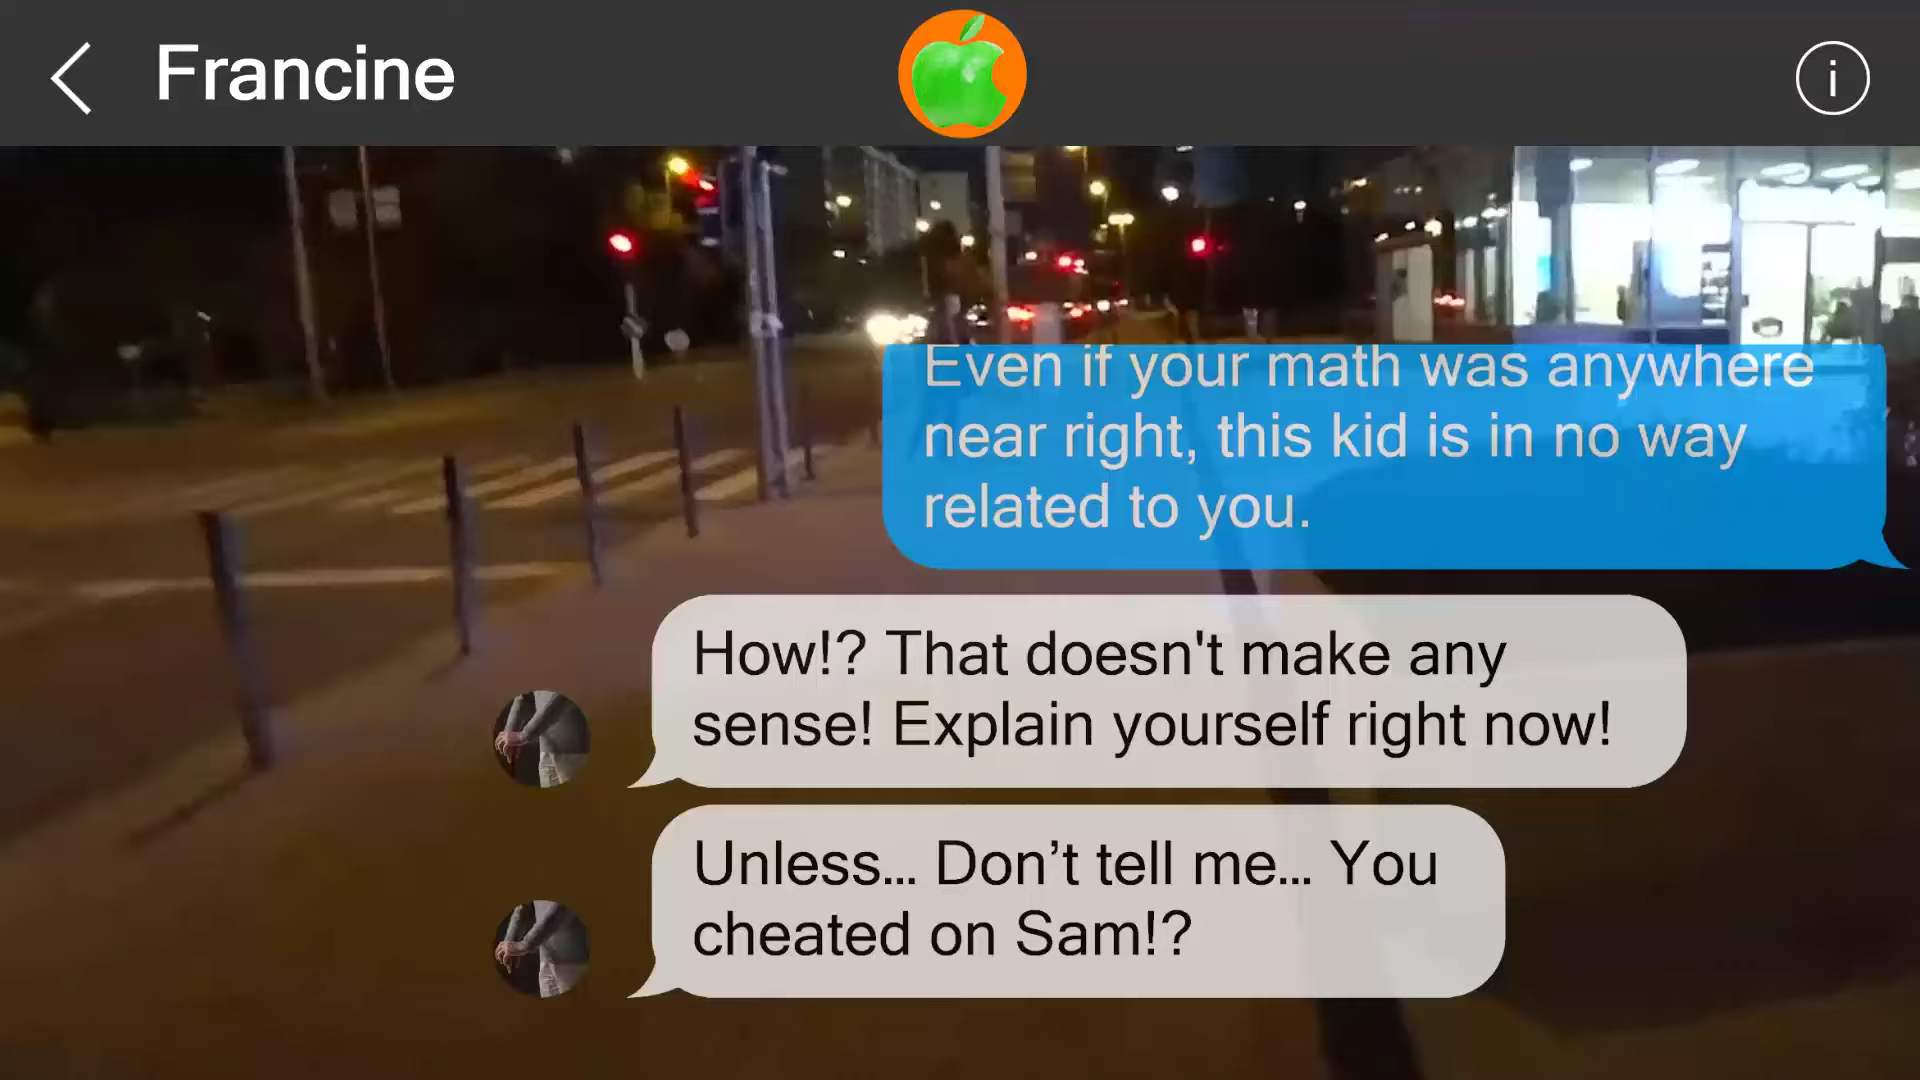 Francine
i
Even if your math was anywhere
near right, this kid is in no way
related to you.
How!? That doesn't make any
sense! Explain yourself right now!
Unless... Don’t tell me... You
cheated on Sam!?